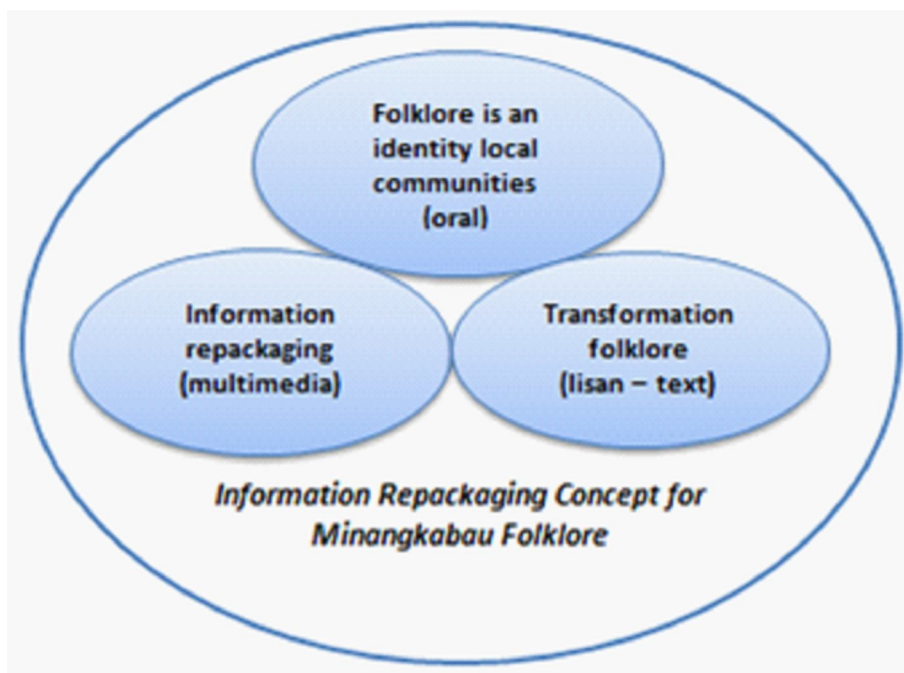 Folklore is an
identity local
communities
(oral)
Information
repackaging
(multimedia)
Transformation
folklore
(lisan – text)
Information Repackaging Concept for
Minangkabau Folklore